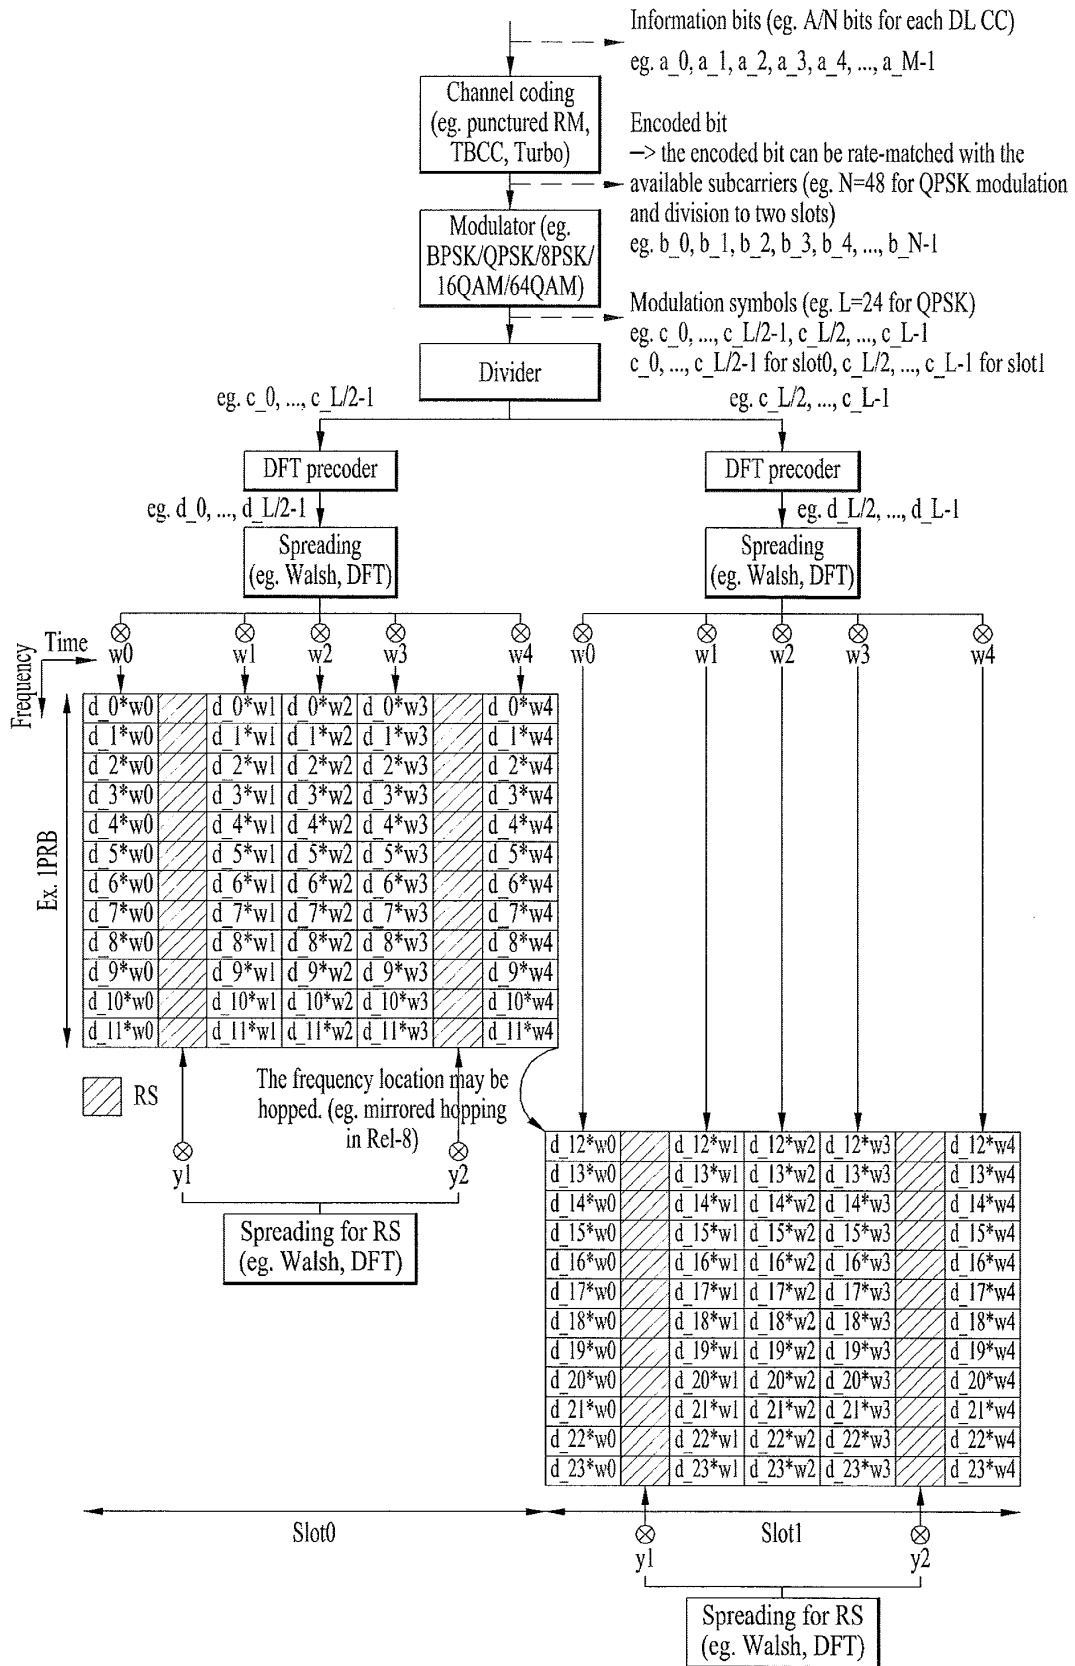 Information bits (eg. A/N bits for each DL CC)
eg. a_0, a_1, a_2, a_3, a_4, ..., a_M-1
Channel coding
(eg. punctured RM,
TBCC, Turbo)
Encoded bit
—> the encoded bit can be rate-matched with the
available subcarriers (eg. N=48 for QPSK modulation
and division to two slots)
eg. b_0, b_1, b_2, b_3, b_4, ..., b_N-1
Modulator (eg.
BPSK/QPSK/8PSK/
16QAM/64QAM)
Modulation symbols (eg. L=24 for QPSK)
eg. c_0, ..., c_L/2-1, c_L/2, ..., c_L-1
c_0, ..., c_L/2-1 for slot0, c_L/2, ..., c_L-1 for slot1
Divider
eg. c_0, ..., c_L/2-1
eg. c_L/2, ..., c_L-1
DFT precoder
DFT precoder
eg. d_0, ..., d_L/2-1
eg. d_L/2, ..., d_L-1
Spreading
(eg. Walsh, DFT)
Spreading
(eg. Walsh, DFT)
Time
Frequency
w0 w1 w2 w3 w4 w0 w1 w2 w3 w4
d_0*w0 d_0*w1 d_0*w2 d_0*w3 d_0*w4
d_1*w0 d_1*w1 d_1*w2 d_1*w3 d_1*w4
d_2*w0 d_2*w1 d_2*w2 d_2*w3 d_2*w4
d_3*w0 d_3*w1 d_3*w2 d_3*w3 d_3*w4
d_4*w0 d_4*w1 d_4*w2 d_4*w3 d_4*w4
d_5*w0 d_5*w1 d_5*w2 d_5*w3 d_5*w4
d_6*w0 d_6*w1 d_6*w2 d_6*w3 d_6*w4
d_7*w0 d_7*w1 d_7*w2 d_7*w3 d_7*w4
d_8*w0 d_8*w1 d_8*w2 d_8*w3 d_8*w4
d_9*w0 d_9*w1 d_9*w2 d_9*w3 d_9*w4
d_10*w0 d_10*w1 d_10*w2 d_10*w3 d_10*w4
d_11*w0 d_11*w1 d_11*w2 d_11*w3 d_11*w4
Ex. 1PRB
RS
The frequency location may be
hopped. (eg. mirrored hopping
in Rel-8)
y1 y2
Spreading for RS
(eg. Walsh, DFT)
d_12*w0 d_12*w1 d_12*w2 d_12*w3 d_12*w4
d_13*w0 d_13*w1 d_13*w2 d_13*w3 d_13*w4
d_14*w0 d_14*w1 d_14*w2 d_14*w3 d_14*w4
d_15*w0 d_15*w1 d_15*w2 d_15*w3 d_15*w4
d_16*w0 d_16*w1 d_16*w2 d_16*w3 d_16*w4
d_17*w0 d_17*w1 d_17*w2 d_17*w3 d_17*w4
d_18*w0 d_18*w1 d_18*w2 d_18*w3 d_18*w4
d_19*w0 d_19*w1 d_19*w2 d_19*w3 d_19*w4
d_20*w0 d_20*w1 d_20*w2 d_20*w3 d_20*w4
d_21*w0 d_21*w1 d_21*w2 d_21*w3 d_21*w4
d_22*w0 d_22*w1 d_22*w2 d_22*w3 d_22*w4
d_23*w0 d_23*w1 d_23*w2 d_23*w3 d_23*w4
Slot0
Slot1
y1 y2
Spreading for RS
(eg. Walsh, DFT)